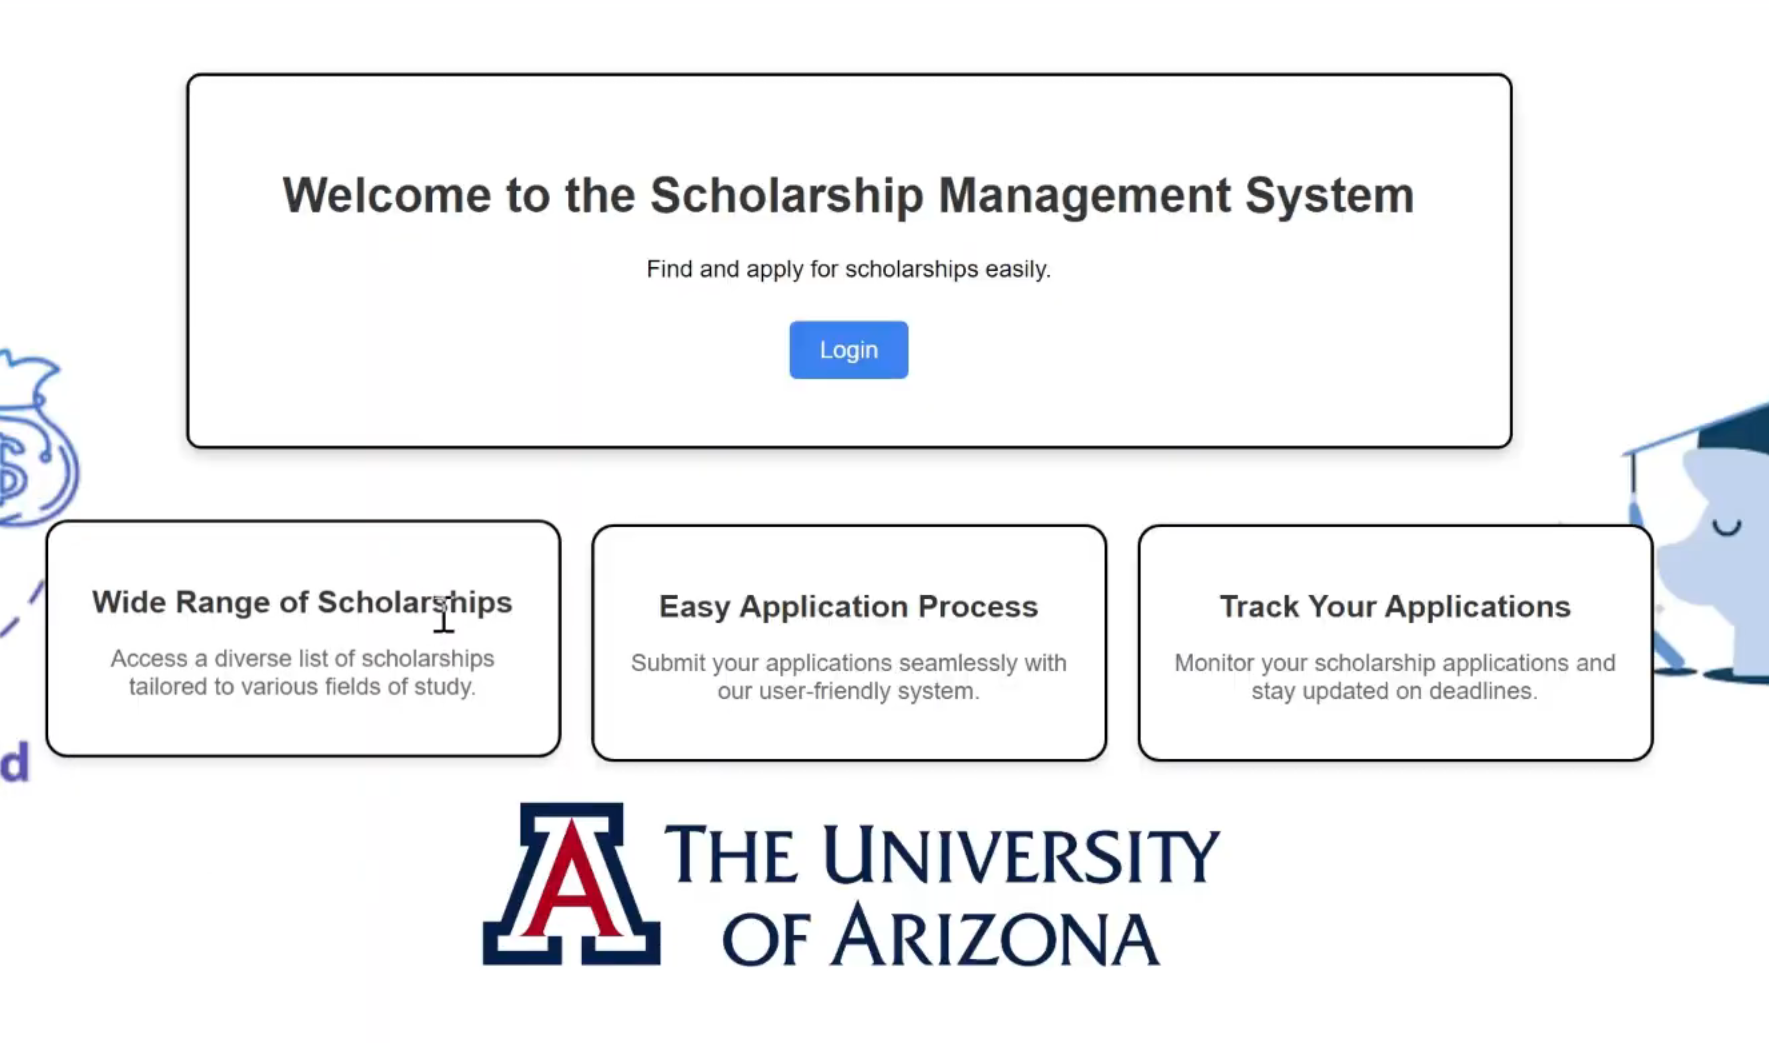 Welcome to the Scholarship Management System
Find and apply for scholarships easily.
Login
$
Wide Range of Scholarships
Access a diverse list of scholarships
tailored to various fields of study.
Easy Application Process
Submit your applications seamlessly with
our user-friendly system.
Track Your Applications
Monitor your scholarship applications and
stay updated on deadlines.
d
A
THE UNIVERSITY
OF ARIZONA